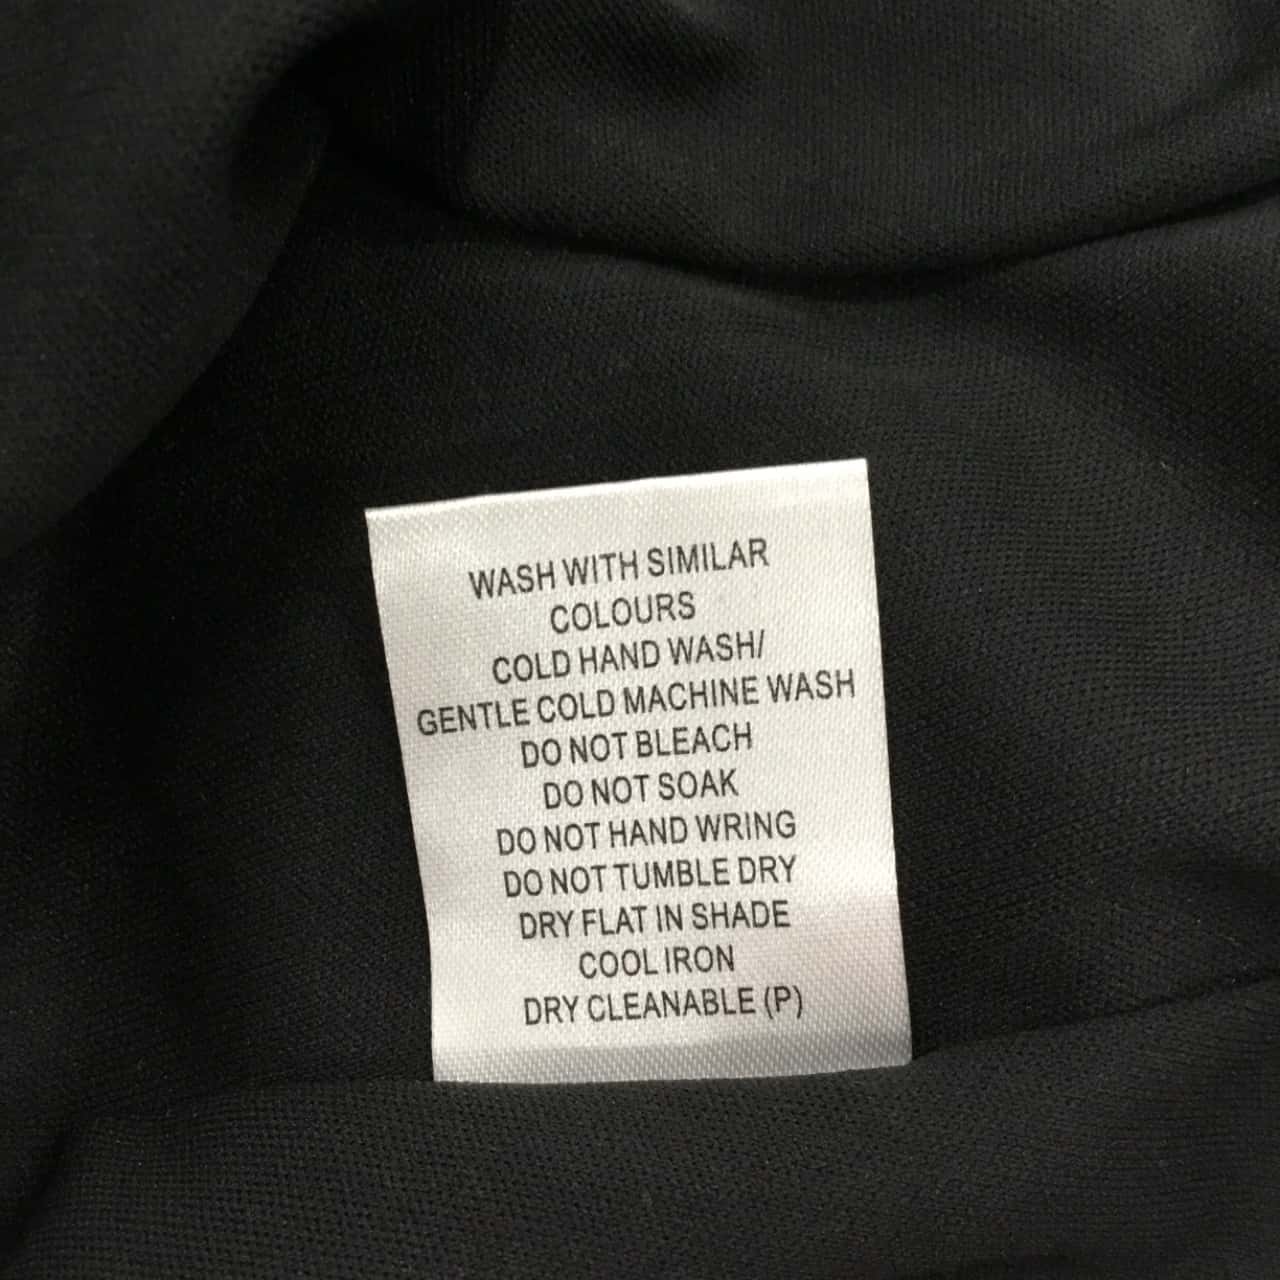 WASH WITH SIMILAR
COLOURS
COLD HAND WASH/
GENTLE COLD MACHINE WASH
DO NOT BLEACH
DO NOT SOAK
DO NOT HAND WRING
DO NOT TUMBLE DRY
DRY FLAT IN SHADE
COOL IRON
DRY CLEANABLE (P)